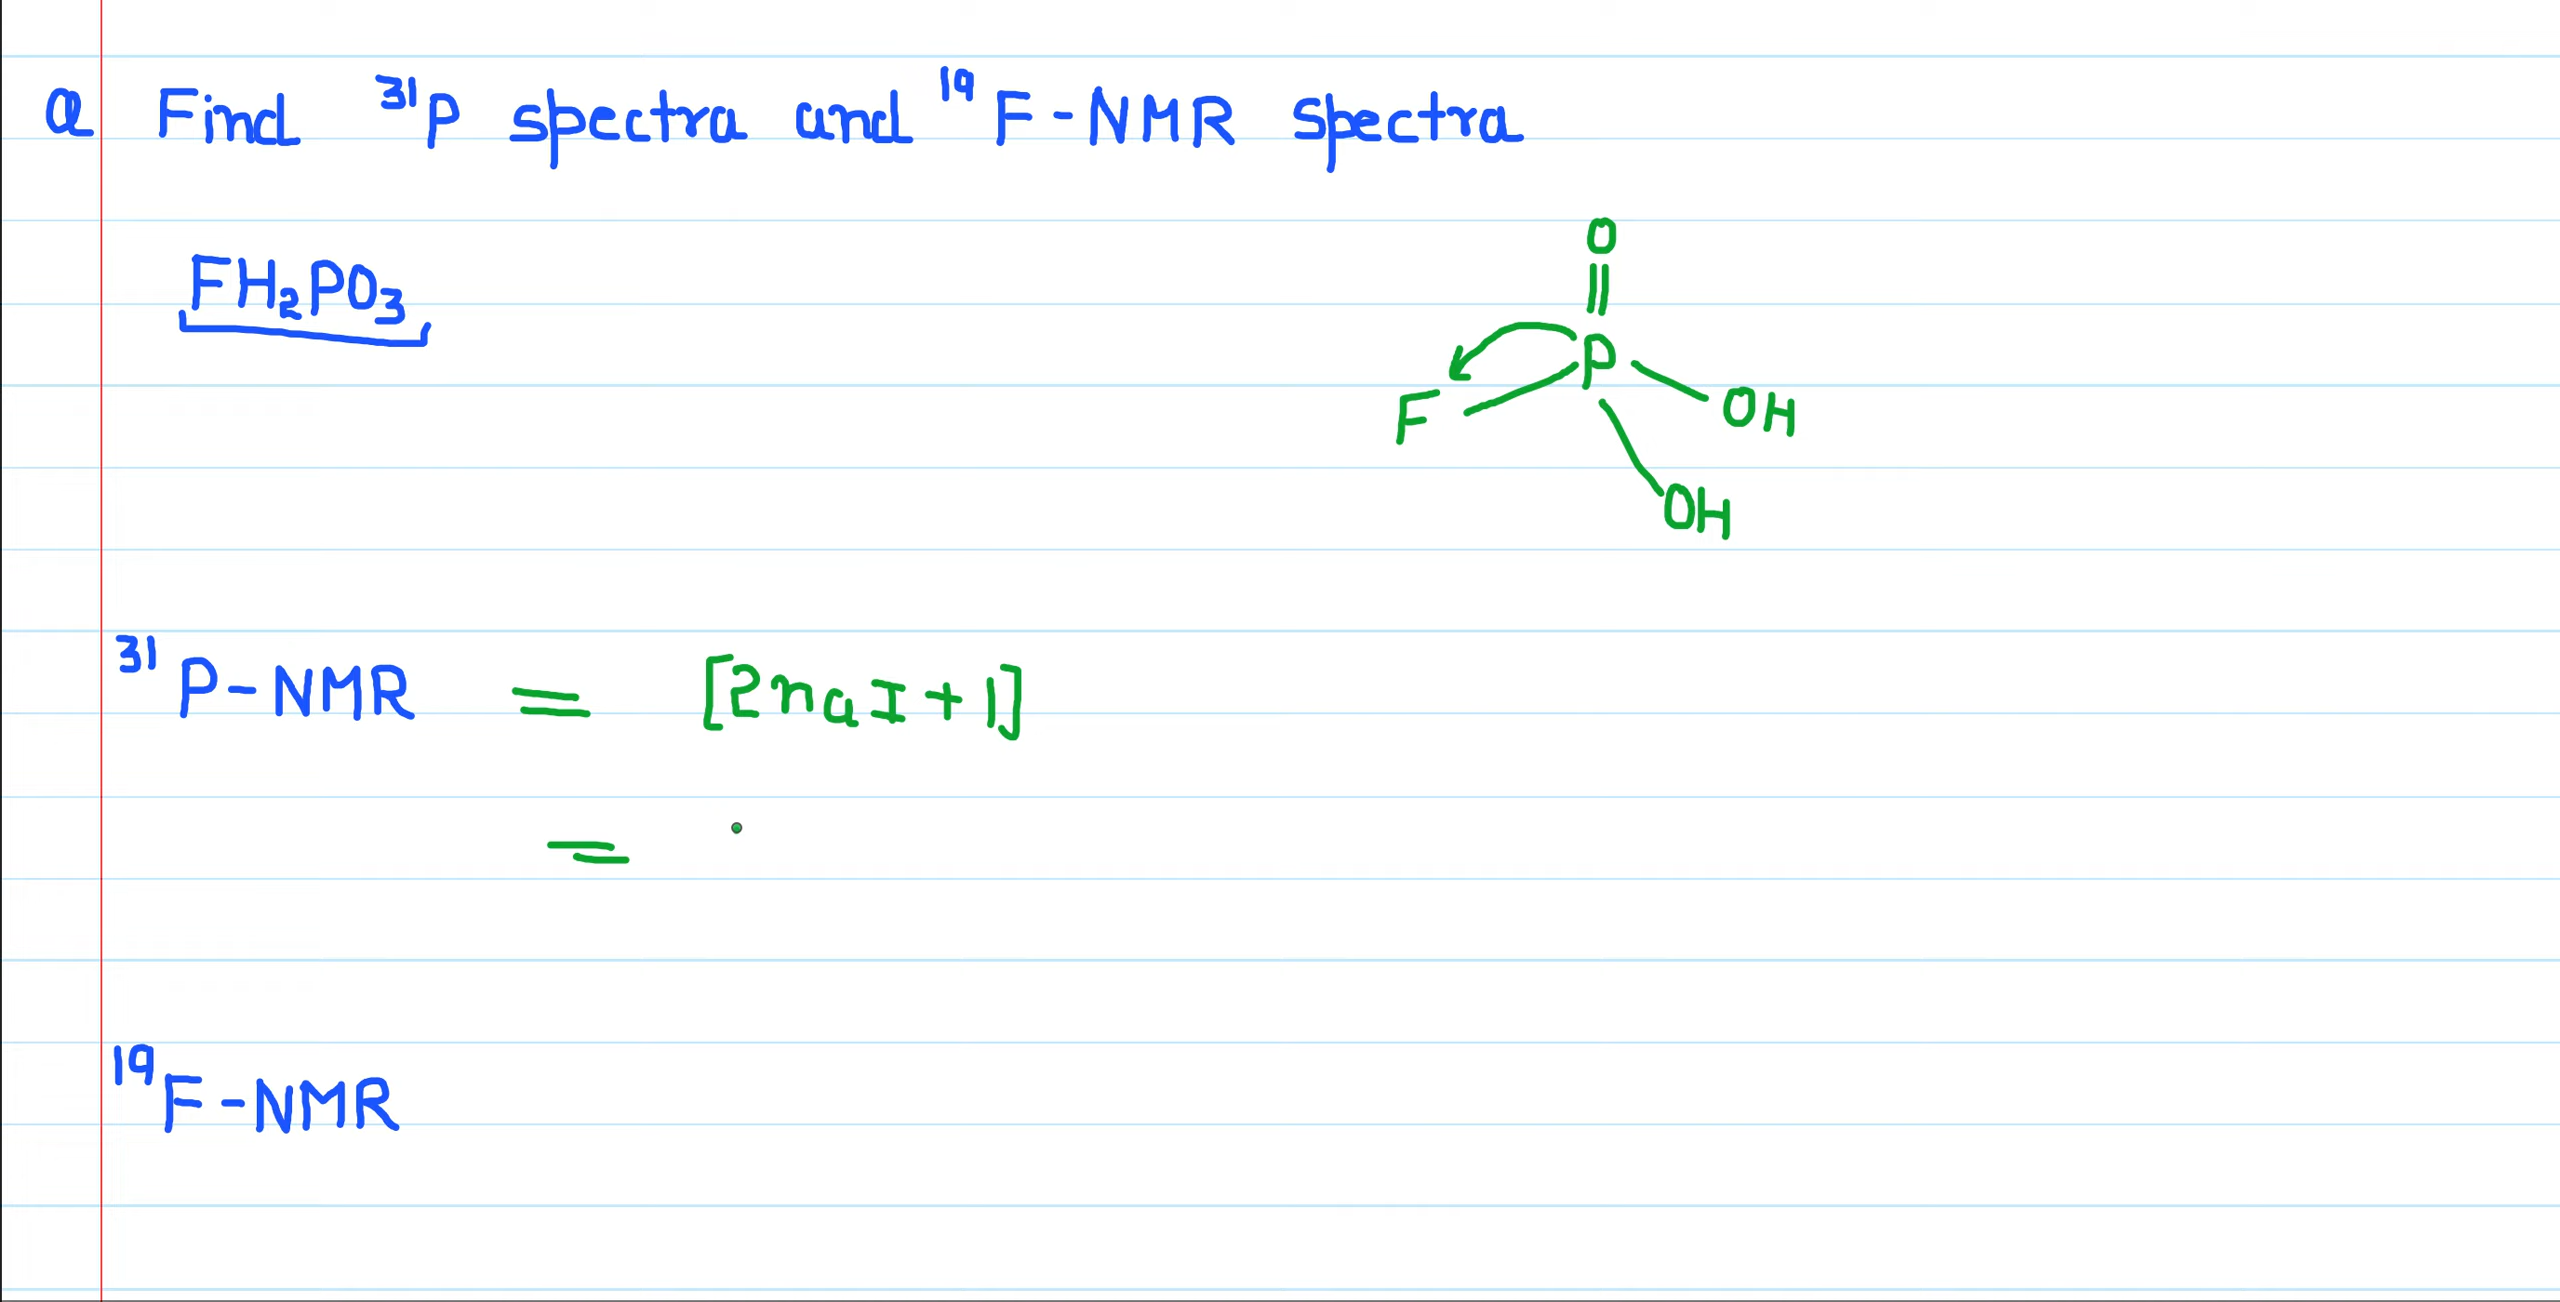 Q Find ³¹P spectra and ¹⁹F-NMR spectra
FH₂PO₃
O
P
F
OH
OH
³¹P-NMR = [2naI+1]
=
¹⁹F-NMR